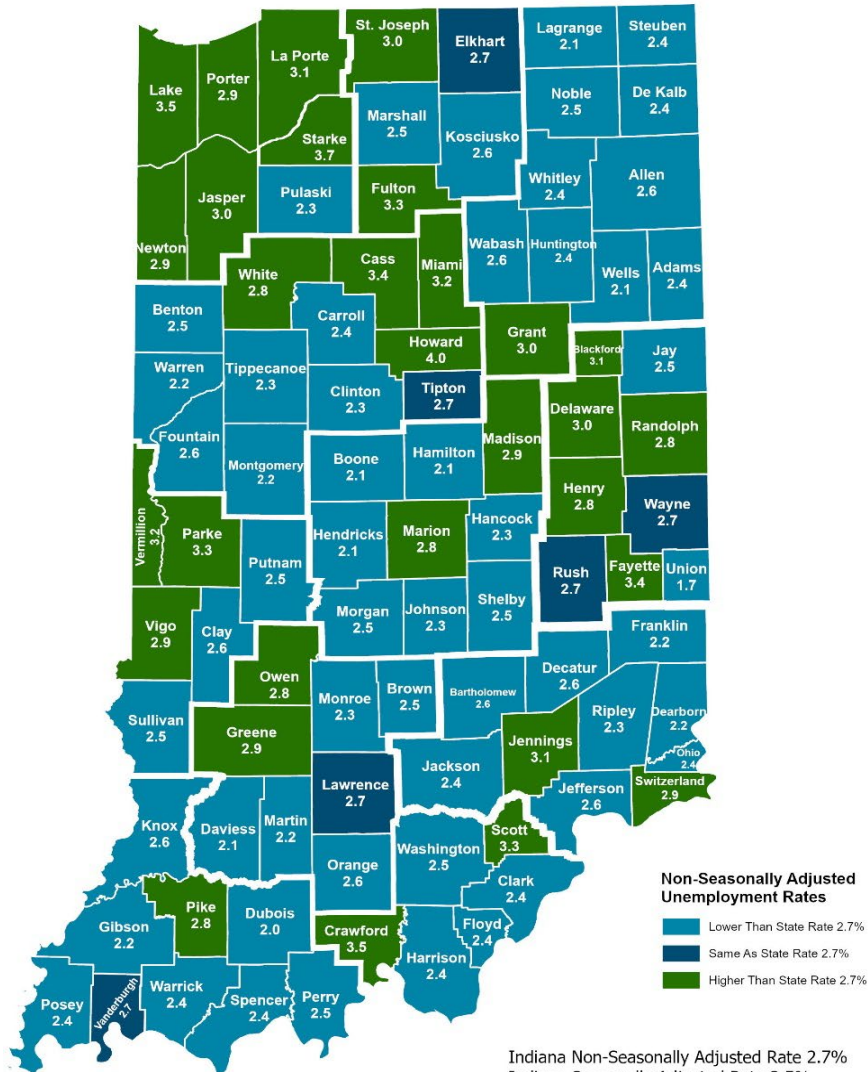 St. Joseph
3.0
Elkhart
2.7
Lagrange
2.1
Steuben
2.4
La Porte
3.1
Porter
2.9
Lake
3.5
Noble
2.5
De Kalb
2.4
Marshall
2.5
Kosciusko
2.6
Starke
3.7
Whitley
2.4
Allen
2.6
Jasper
3.0
Pulaski
2.3
Fulton
3.3
Newton
2.9
Wabash
2.6
Huntington
2.4
Wells
2.1
Adams
2.4
White
2.8
Cass
3.4
Miami
3.2
Benton
2.5
Carroll
2.4
Howard
4.0
Grant
3.0
Blackford
3.1
Jay
2.5
Warren
2.2
Tippecanoe
2.3
Clinton
2.3
Tipton
2.7
Delaware
3.0
Randolph
2.8
Fountain
2.6
Montgomery
2.2
Boone
2.1
Hamilton
2.1
Madison
2.9
Henry
2.8
Wayne
2.7
Vermillion
3.2
Parke
3.3
Putnam
2.5
Hendricks
2.1
Marion
2.8
Hancock
2.3
Rush
2.7
Fayette
3.4
Union
1.7
Vigo
2.9
Clay
2.6
Morgan
2.5
Johnson
2.3
Shelby
2.5
Franklin
2.2
Owen
2.8
Decatur
2.6
Sullivan
2.5
Greene
2.9
Monroe
2.3
Brown
2.5
Bartholomew
2.6
Jennings
3.1
Ripley
2.3
Dearborn
2.2
Ohio
2.4
Lawrence
2.7
Jackson
2.4
Jefferson
2.6
Switzerland
2.9
Knox
2.6
Daviess
2.1
Martin
2.2
Orange
2.6
Washington
2.5
Scott
3.3
Clark
2.4
Gibson
2.2
Pike
2.8
Dubois
2.0
Crawford
3.5
Harrison
2.4
Floyd
2.4
Posey
2.4
Vanderburgh
2.7
Warrick
2.4
Spencer
2.4
Perry
2.5
Non-Seasonally Adjusted
Unemployment Rates
Lower Than State Rate 2.7%
Same As State Rate 2.7%
Higher Than State Rate 2.7%
Indiana Non-Seasonally Adjusted Rate 2.7%